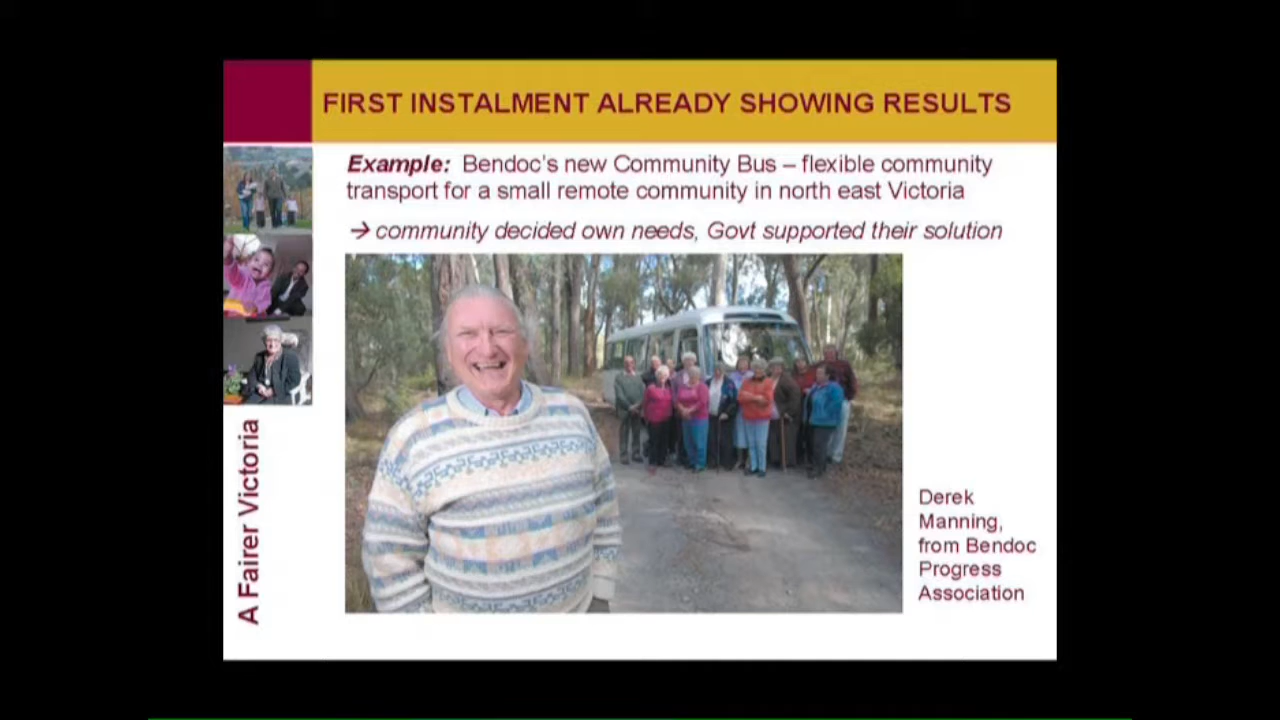 FIRST INSTALMENT ALREADY SHOWING RESULTS
Example: Bendoc's new Community Bus – flexible community
transport for a small remote community in north east Victoria
→ community decided own needs, Govt supported their solution
Derek
Manning,
from Bendoc
Progress
Association
A Fairer Victoria